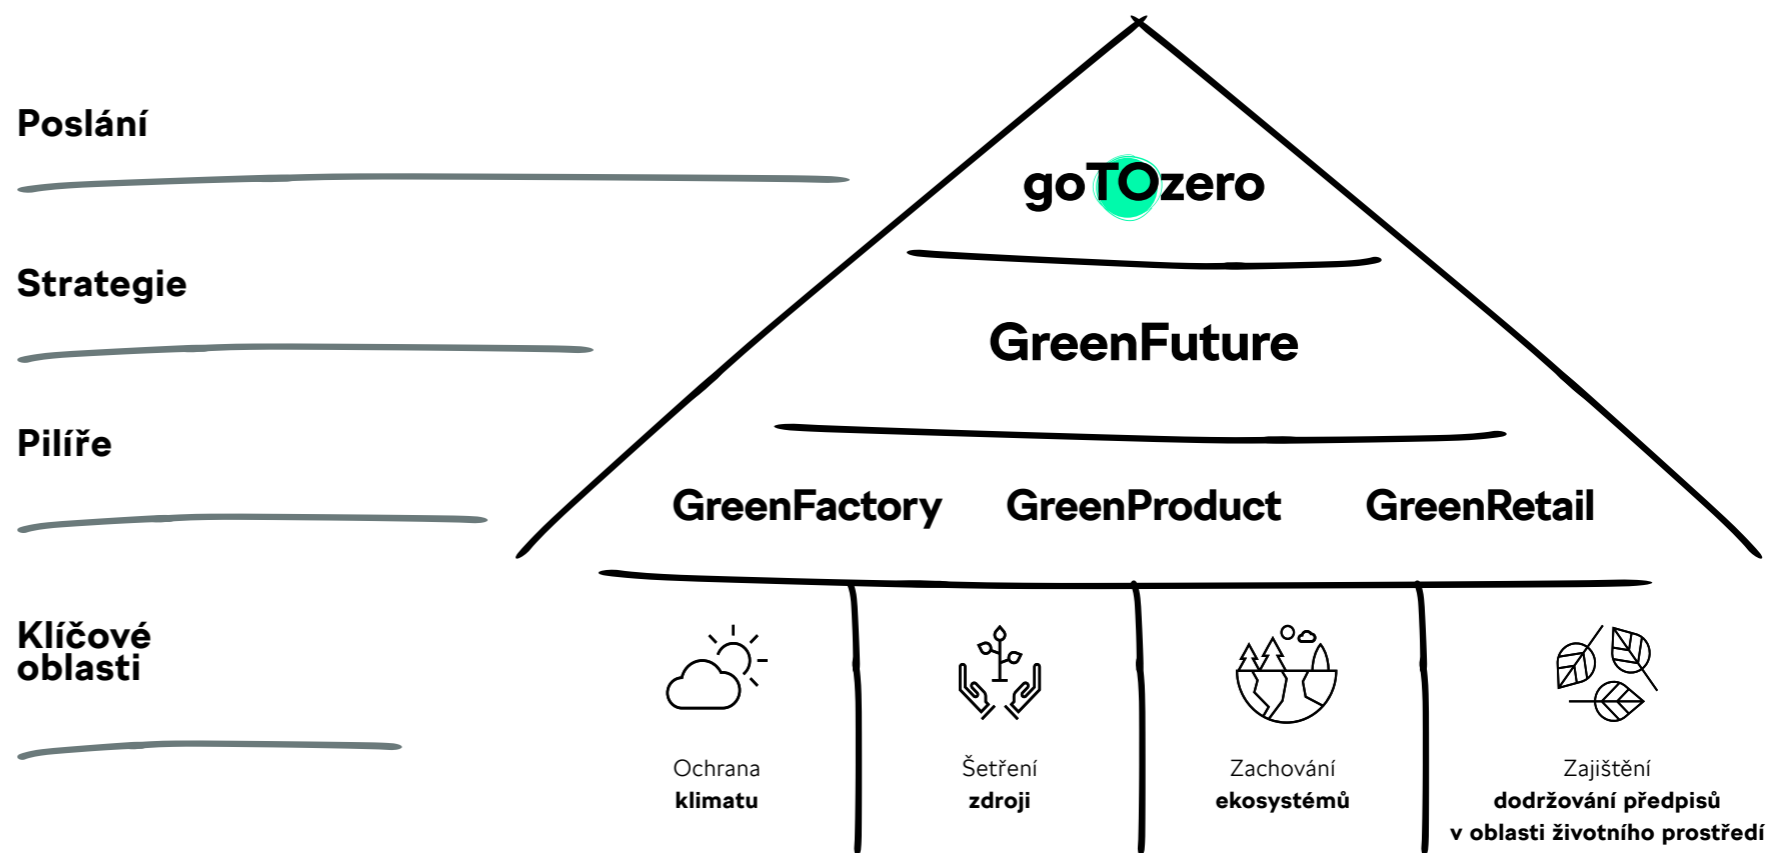 Poslání
goTOzero
Strategie
GreenFuture
Pilíře
GreenFactory
GreenProduct
GreenRetail
Klíčové
oblasti
Ochrana
klimatu
Šetření
zdroji
Zachování
ekosystémů
Zajištění
dodržování předpisů
v oblasti životního prostředí